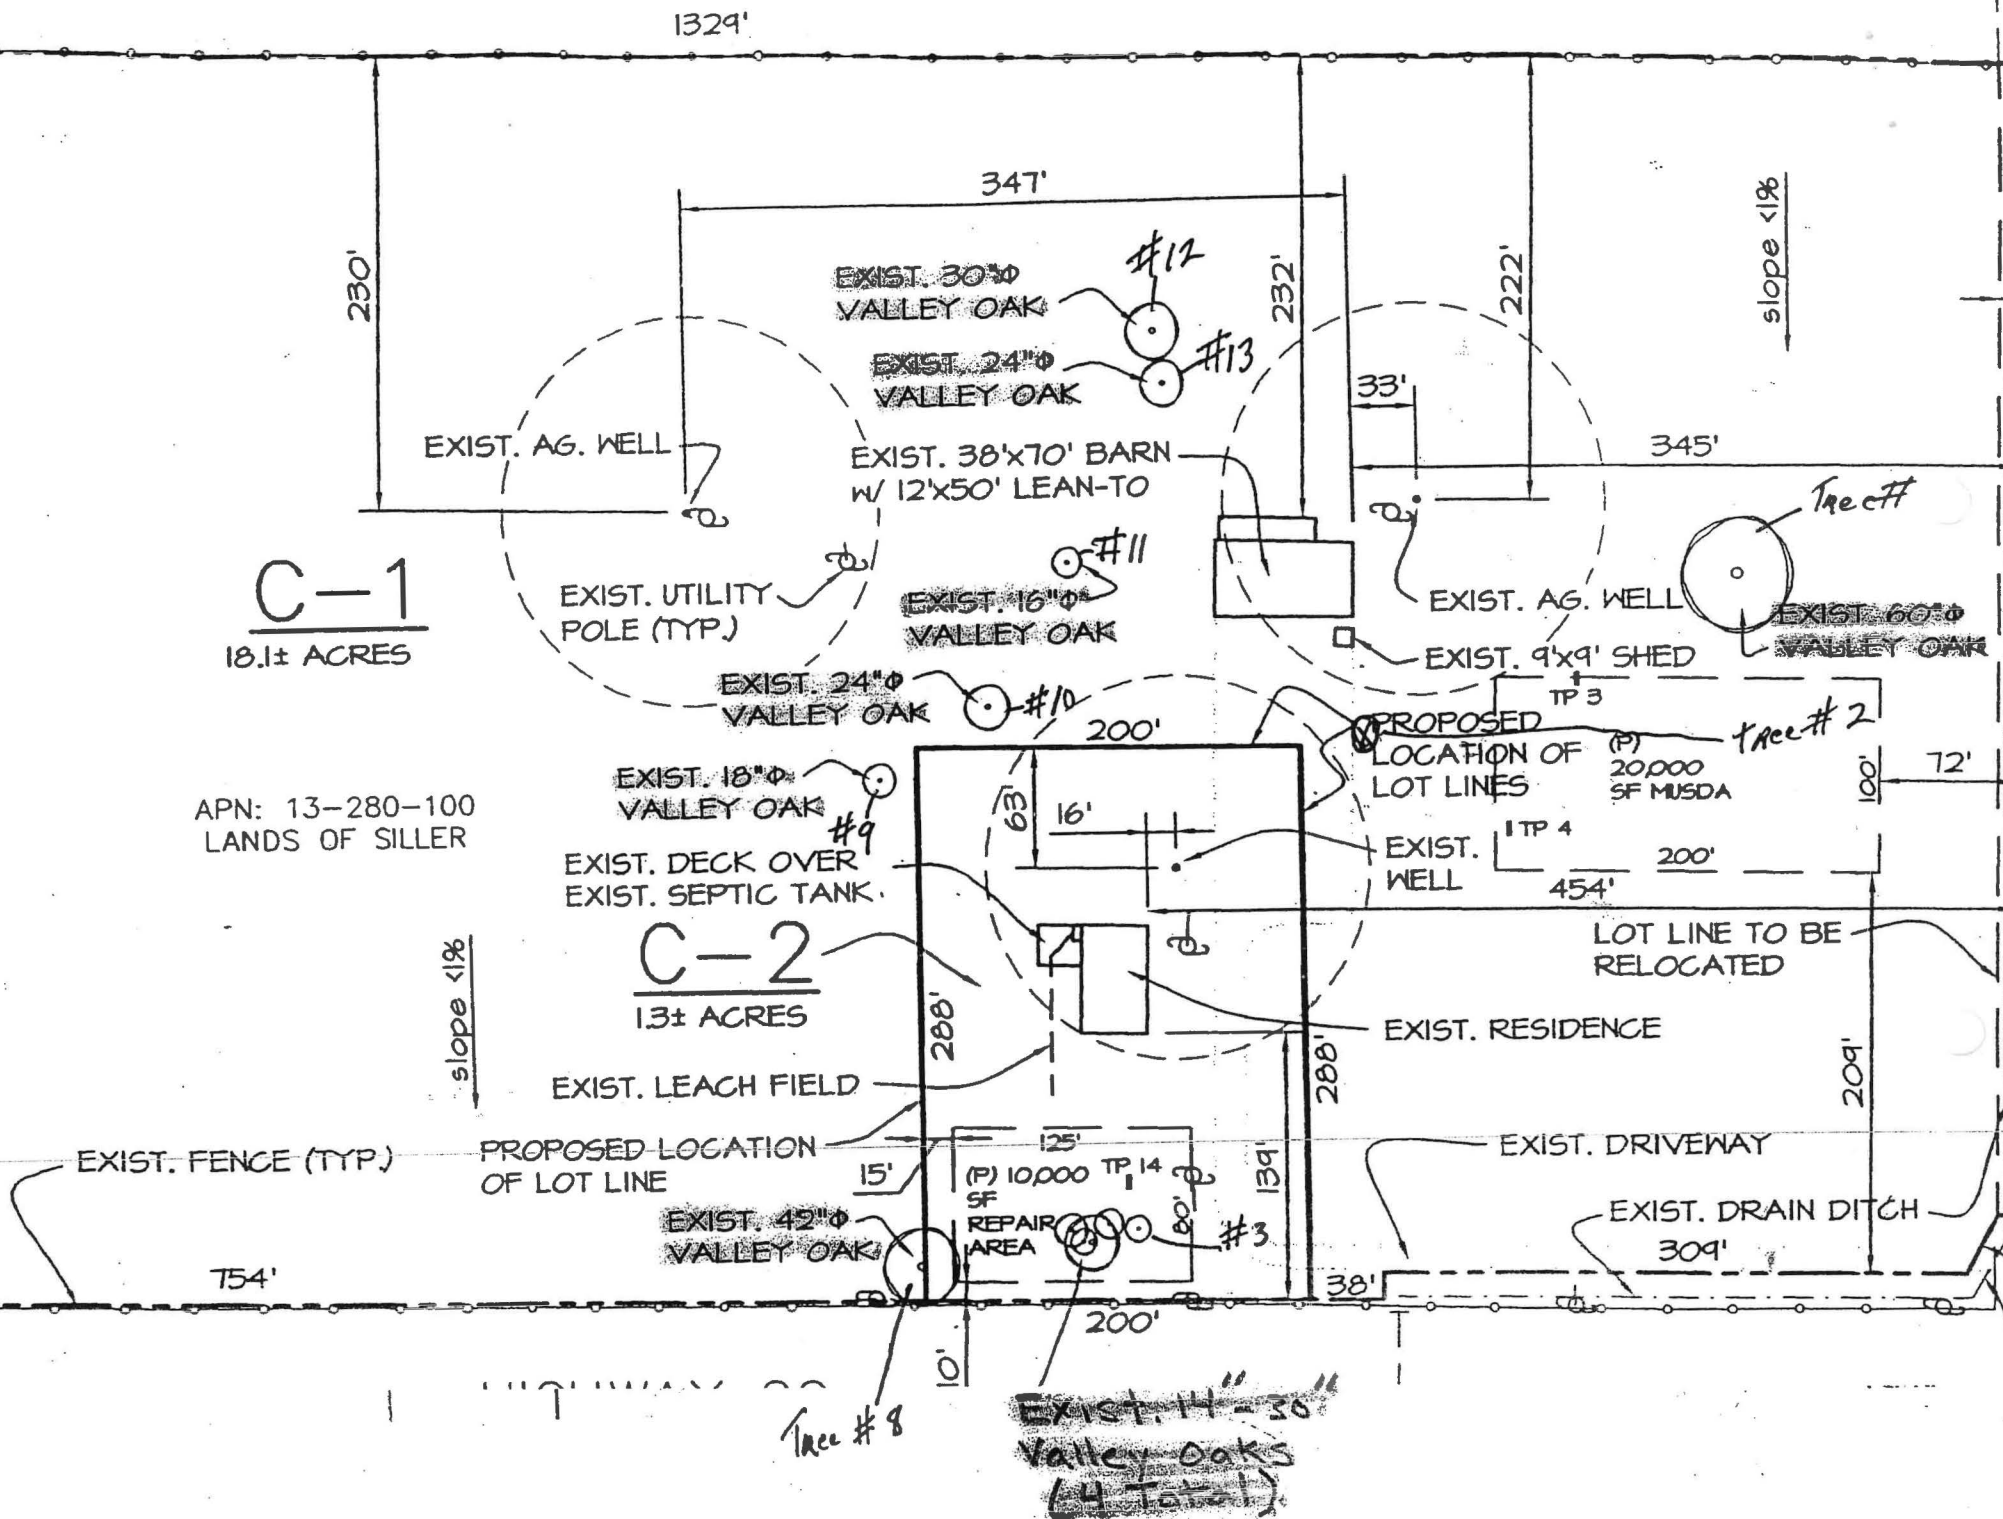 1329'
347'
230'
232'
222'
slope <1%
#12
EXIST. 30"Φ
VALLEY OAK
#13
EXIST. 24"Φ
VALLEY OAK
33'
345'
EXIST. AG. WELL
EXIST. 38'x70' BARN
w/ 12'x50' LEAN-TO
Tree #
C-1
18.1± ACRES
EXIST. UTILITY
POLE (TYP.)
#11
EXIST. 16"Φ
VALLEY OAK
EXIST. AG. WELL
EXIST. 60"Φ
VALLEY OAK
EXIST. 9'x9' SHED
EXIST. 24"Φ
VALLEY OAK
#10
200'
TP 3
PROPOSED
LOCATION OF
LOT LINES
tree #2
(P)
20,000
SF MUSDA
100'
72'
EXIST. 18"Φ
VALLEY OAK
#9
63'
16'
APN: 13-280-100
LANDS OF SILLER
TP 4
200'
EXIST. DECK OVER
EXIST. SEPTIC TANK.
EXIST.
WELL
454'
C-2
1.3± ACRES
LOT LINE TO BE
RELOCATED
slope <1%
288'
EXIST. RESIDENCE
288'
209'
EXIST. LEACH FIELD
EXIST. FENCE (TYP.)
PROPOSED LOCATION
OF LOT LINE
15'
125'
(P) 10,000
SF
REPAIR
AREA
TP 14
80'
139'
EXIST. DRIVEWAY
EXIST. 42"Φ
VALLEY OAK
#3
EXIST. DRAIN DITCH
309'
754'
38'
200'
10'
Tree #8
EXIST. 14"-30"
Valley Oaks
(4 Total)